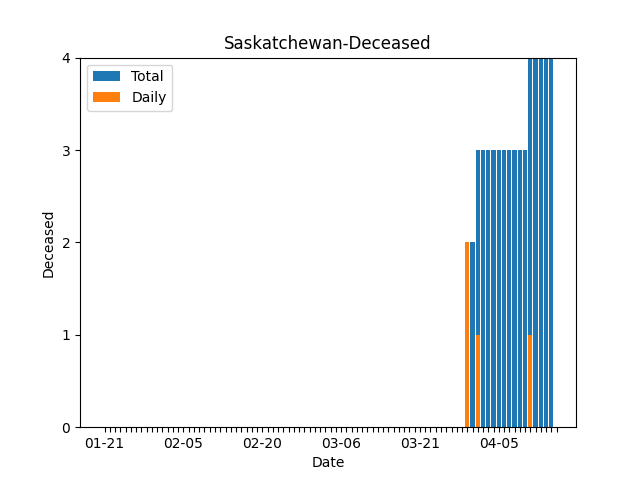 Saskatchewan-Deceased
Total
Daily
Deceased
4
3
2
1
0
01-21 02-05 02-20 03-06 03-21 04-05
Date